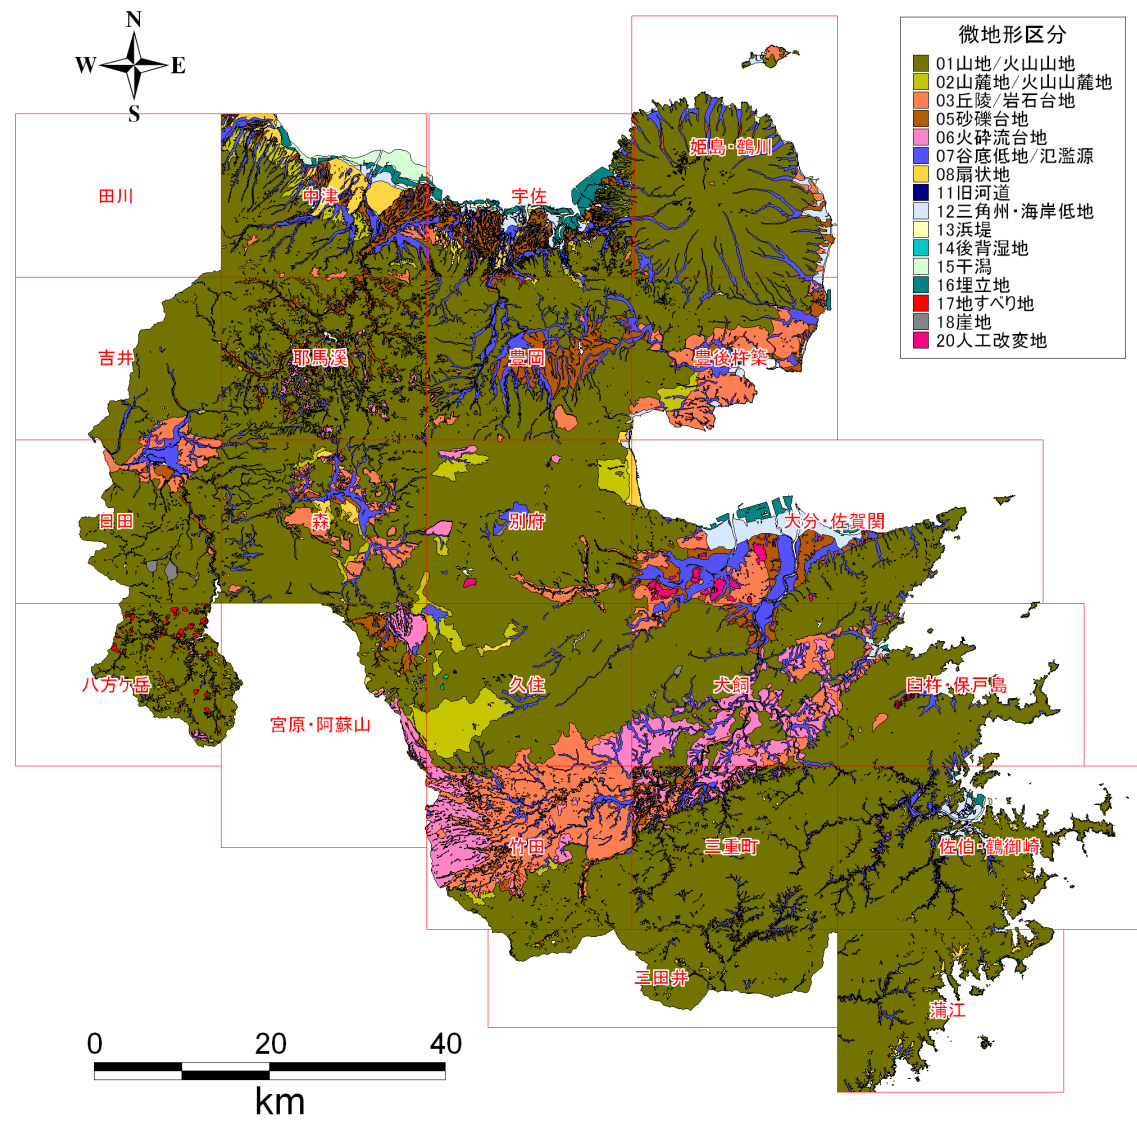 N
W
E
S
微地形区分
01山地/火山山地
02山麓地/火山山麓地
03丘陵/岩石台地
05砂礫台地
06火砕流台地
07谷底低地/氾濫源
08扇状地
11旧河道
12三角州・海岸低地
13浜堤
14後背湿地
15干潟
16埋立地
17地すべり地
18崖地
20人工改変地
姫島・鶴川
田川
中津
宇佐
吉井
耶馬溪
豊岡
豊後杵築
日田
森
別府
大分・佐賀関
八方ケ岳
宮原・阿蘇山
久住
犬飼
臼杵・保戸島
竹田
三重町
佐伯・鶴御崎
三田井
蒲江
0
20
40
km